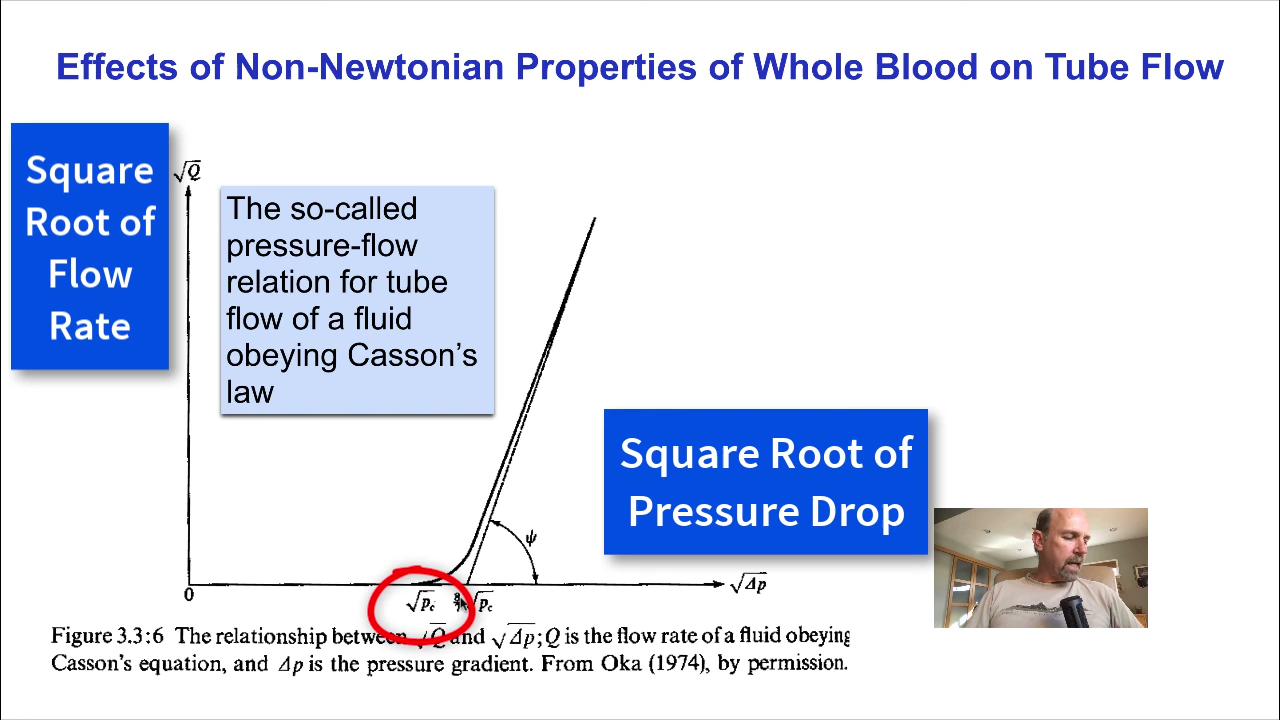 Effects of Non-Newtonian Properties of Whole Blood on Tube Flow
Square
Root of
Flow
Rate
√Q
The so-called
pressure-flow
relation for tube
flow of a fluid
obeying Casson’s
law
Square Root of
Pressure Drop
ψ
0
√p_c
√p_c
√Δp
Figure 3.3:6 The relationship between √Q and √Δp; Q is the flow rate of a fluid obeying
Casson's equation, and Δp is the pressure gradient. From Oka (1974), by permission.